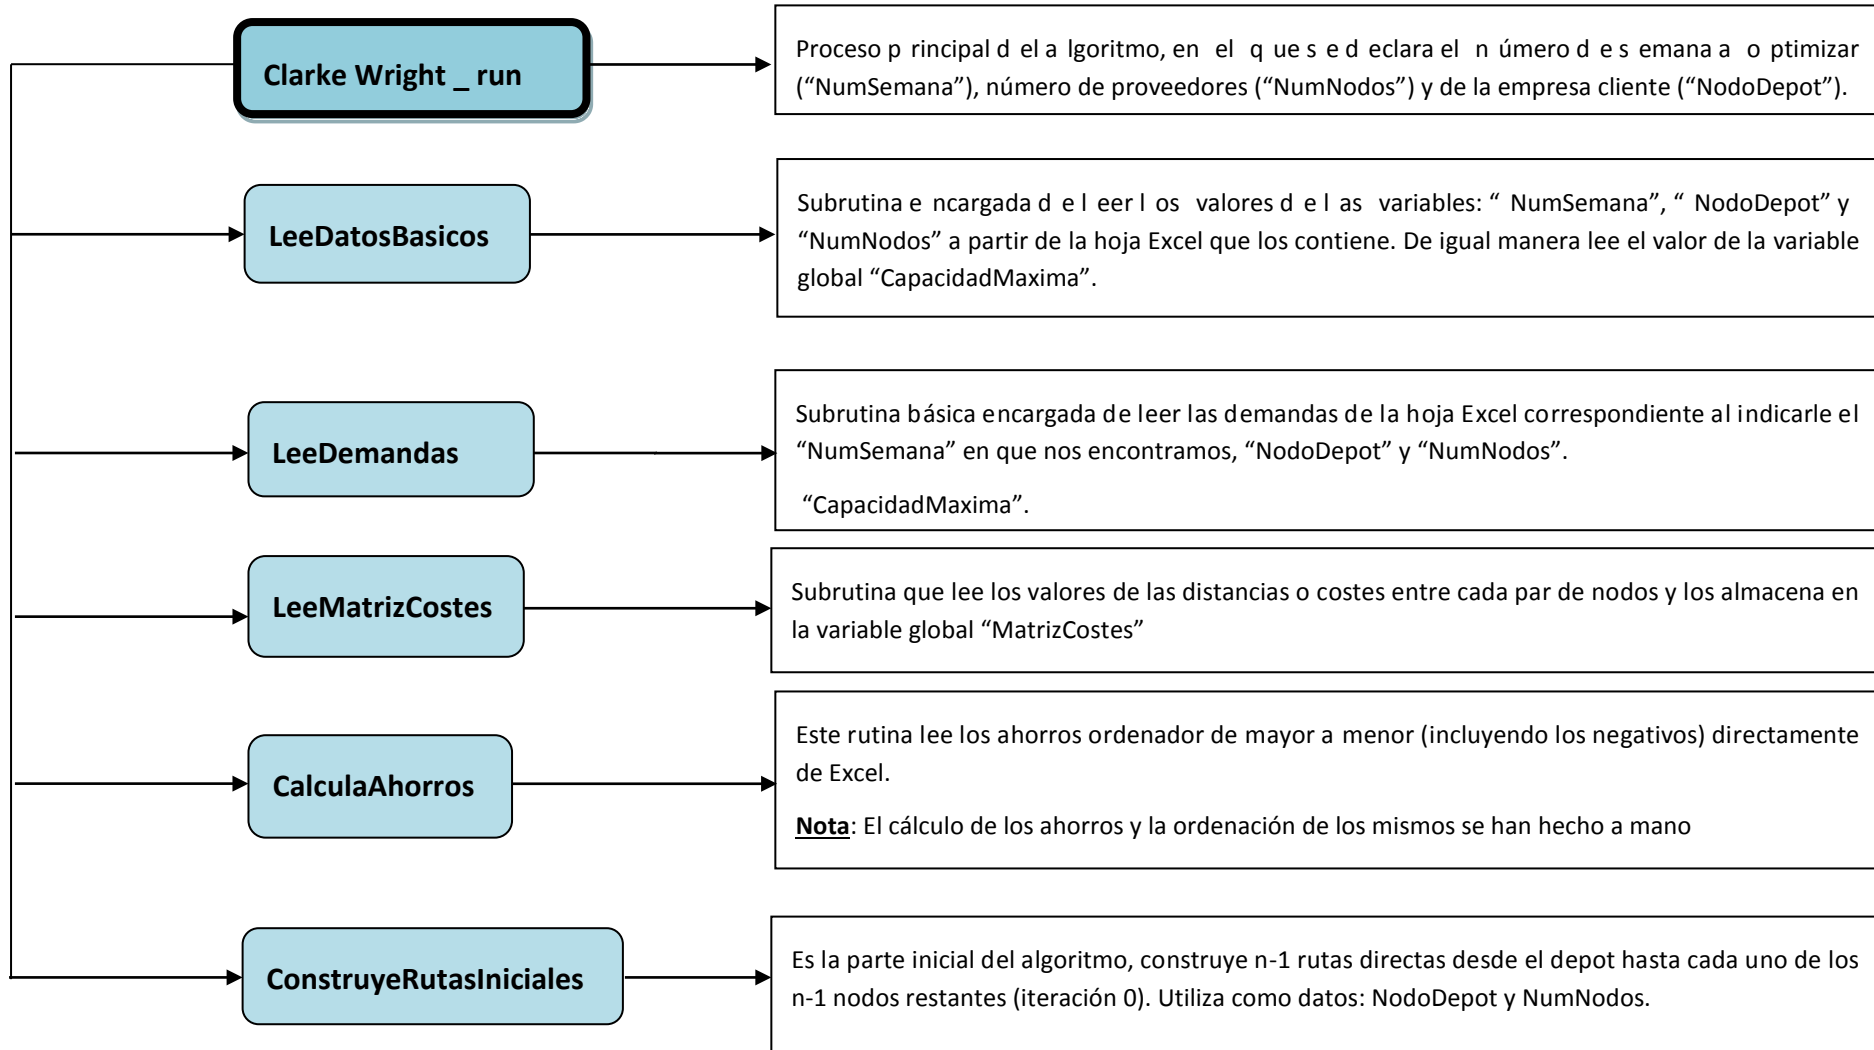 Clarke Wright _ run
Proceso p rincipal d el a lgoritmo, en el q ue s e d eclara el n úmero d e s emana a o ptimizar
(“NumSemana”), número de proveedores (“NumNodos”) y de la empresa cliente (“NodoDepot”).
LeeDatosBasicos
Subrutina e ncargada d e l eer l os valores d e l as variables: “ NumSemana”, “ NodoDepot” y
“NumNodos” a partir de la hoja Excel que los contiene. De igual manera lee el valor de la variable
global “CapacidadMaxima”.
LeeDemandas
Subrutina básica encargada de leer las demandas de la hoja Excel correspondiente al indicarle el
“NumSemana” en que nos encontramos, “NodoDepot” y “NumNodos”.
“CapacidadMaxima”.
LeeMatrizCostes
Subrutina que lee los valores de las distancias o costes entre cada par de nodos y los almacena en
la variable global “MatrizCostes”
CalculaAhorros
Este rutina lee los ahorros ordenador de mayor a menor (incluyendo los negativos) directamente
de Excel.
Nota: El cálculo de los ahorros y la ordenación de los mismos se han hecho a mano
ConstruyeRutasIniciales
Es la parte inicial del algoritmo, construye n-1 rutas directas desde el depot hasta cada uno de los
n-1 nodos restantes (iteración 0). Utiliza como datos: NodoDepot y NumNodos.